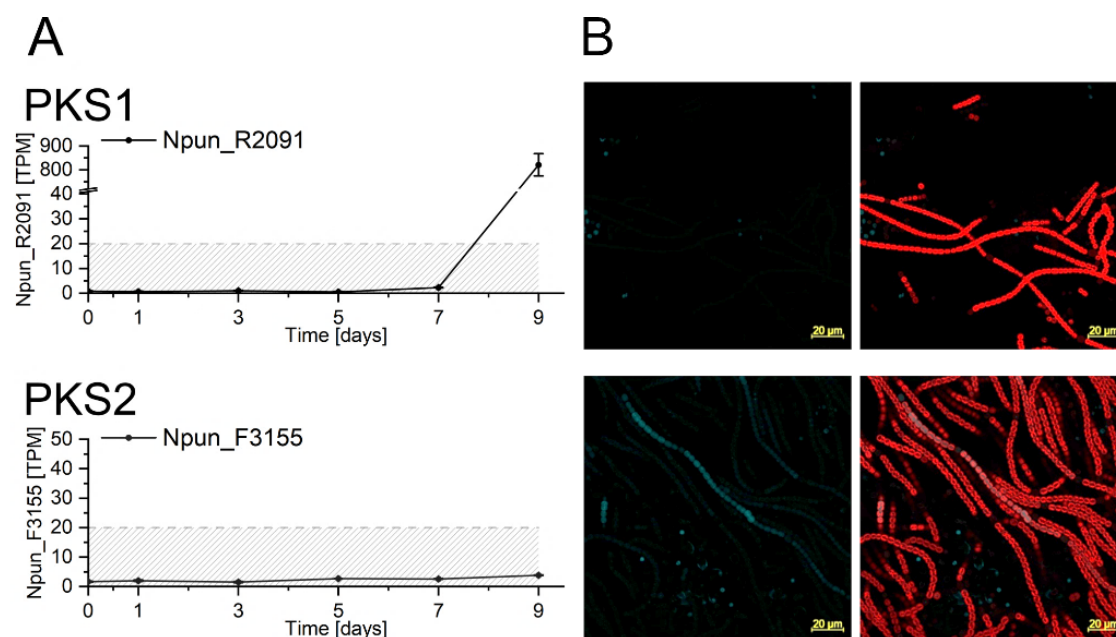 A
B
PKS1
Npun_R2091
Npun_R2091 [TPM]
900
800
40
30
20
10
0
0 1 3 5 7 9
Time [days]
20 µm
20 µm
PKS2
Npun_F3155
Npun_F3155 [TPM]
50
40
30
20
10
0
0 1 3 5 7 9
Time [days]
20 µm
20 µm